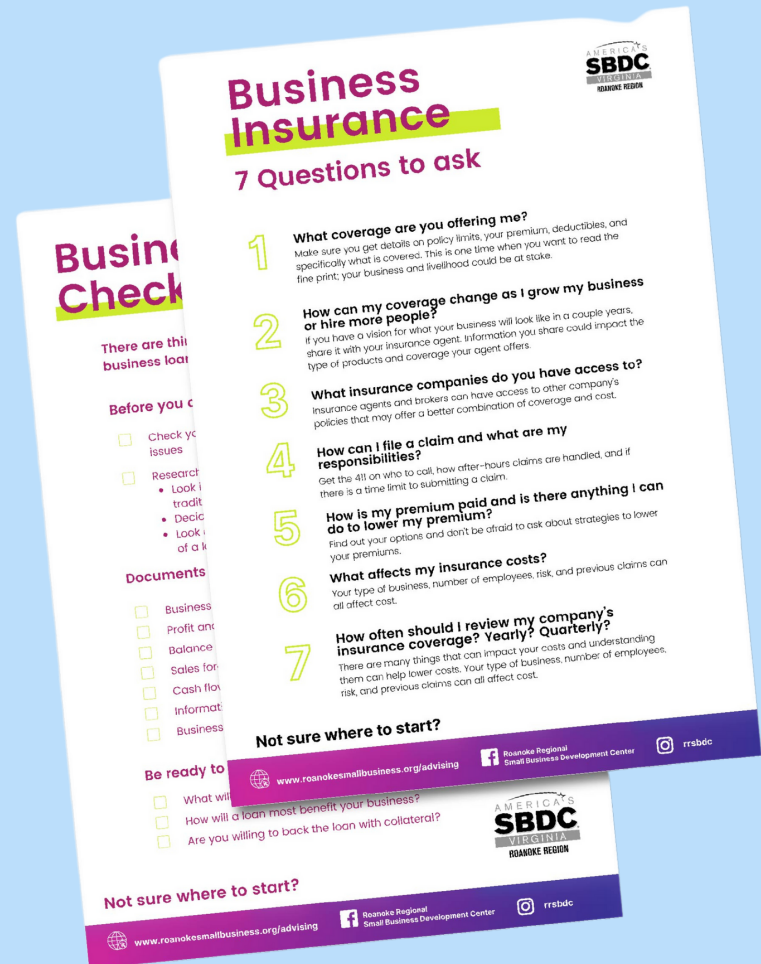 Business
Insurance
7 Questions to ask
AMERICA'S
SBDC
VIRGINIA
ROANOKE REGION
1
What coverage are you offering me?
Make sure you get details on policy limits, your premium, deductibles, and
specifically what is covered. This is one time when you want to read the
fine print; your business and livelihood could be at stake.
2
How can my coverage change as I grow my business
or hire more people?
If you have a vision for what your business will look like in a couple years,
share it with your insurance agent. Information you share could impact the
type of products and coverage your agent offers.
3
What insurance companies do you have access to?
Insurance agents and brokers can have access to other company's
policies that may offer a better combination of coverage and cost.
4
How can I file a claim and what are my
responsibilities?
Get the 411 on who to call, how after-hours claims are handled, and if
there is a time limit to submitting a claim.
5
How is my premium paid and is there anything I can
do to lower my premium?
Find out your options and don't be afraid to ask about strategies to lower
your premiums.
6
What affects my insurance costs?
Your type of business, number of employees, risk, and previous claims can
all affect cost.
7
How often should I review my company's
insurance coverage? Yearly? Quarterly?
There are many things that can impact your costs and understanding
them can help lower costs. Your type of business, number of employees,
risk, and previous claims can all affect cost.
Not sure where to start?
www.roanokesmallbusiness.org/advising
Roanoke Regional
Small Business Development Center
rrsbdc
Check
There are
business
Before you
Check
issues
Research
• Look
• 
• Look
of a
Documents
Business
Profit and
Balance
Sales
Cash
Business
Be ready to
What
How will a loan most benefit your business?
Are you willing to back the loan with collateral?
AMERICA'S
SBDC
VIRGINIA
ROANOKE REGION
Not sure where to start?
www.roanokesmallbusiness.org/advising
Roanoke Regional
Small Business Development Center
rrsbdc